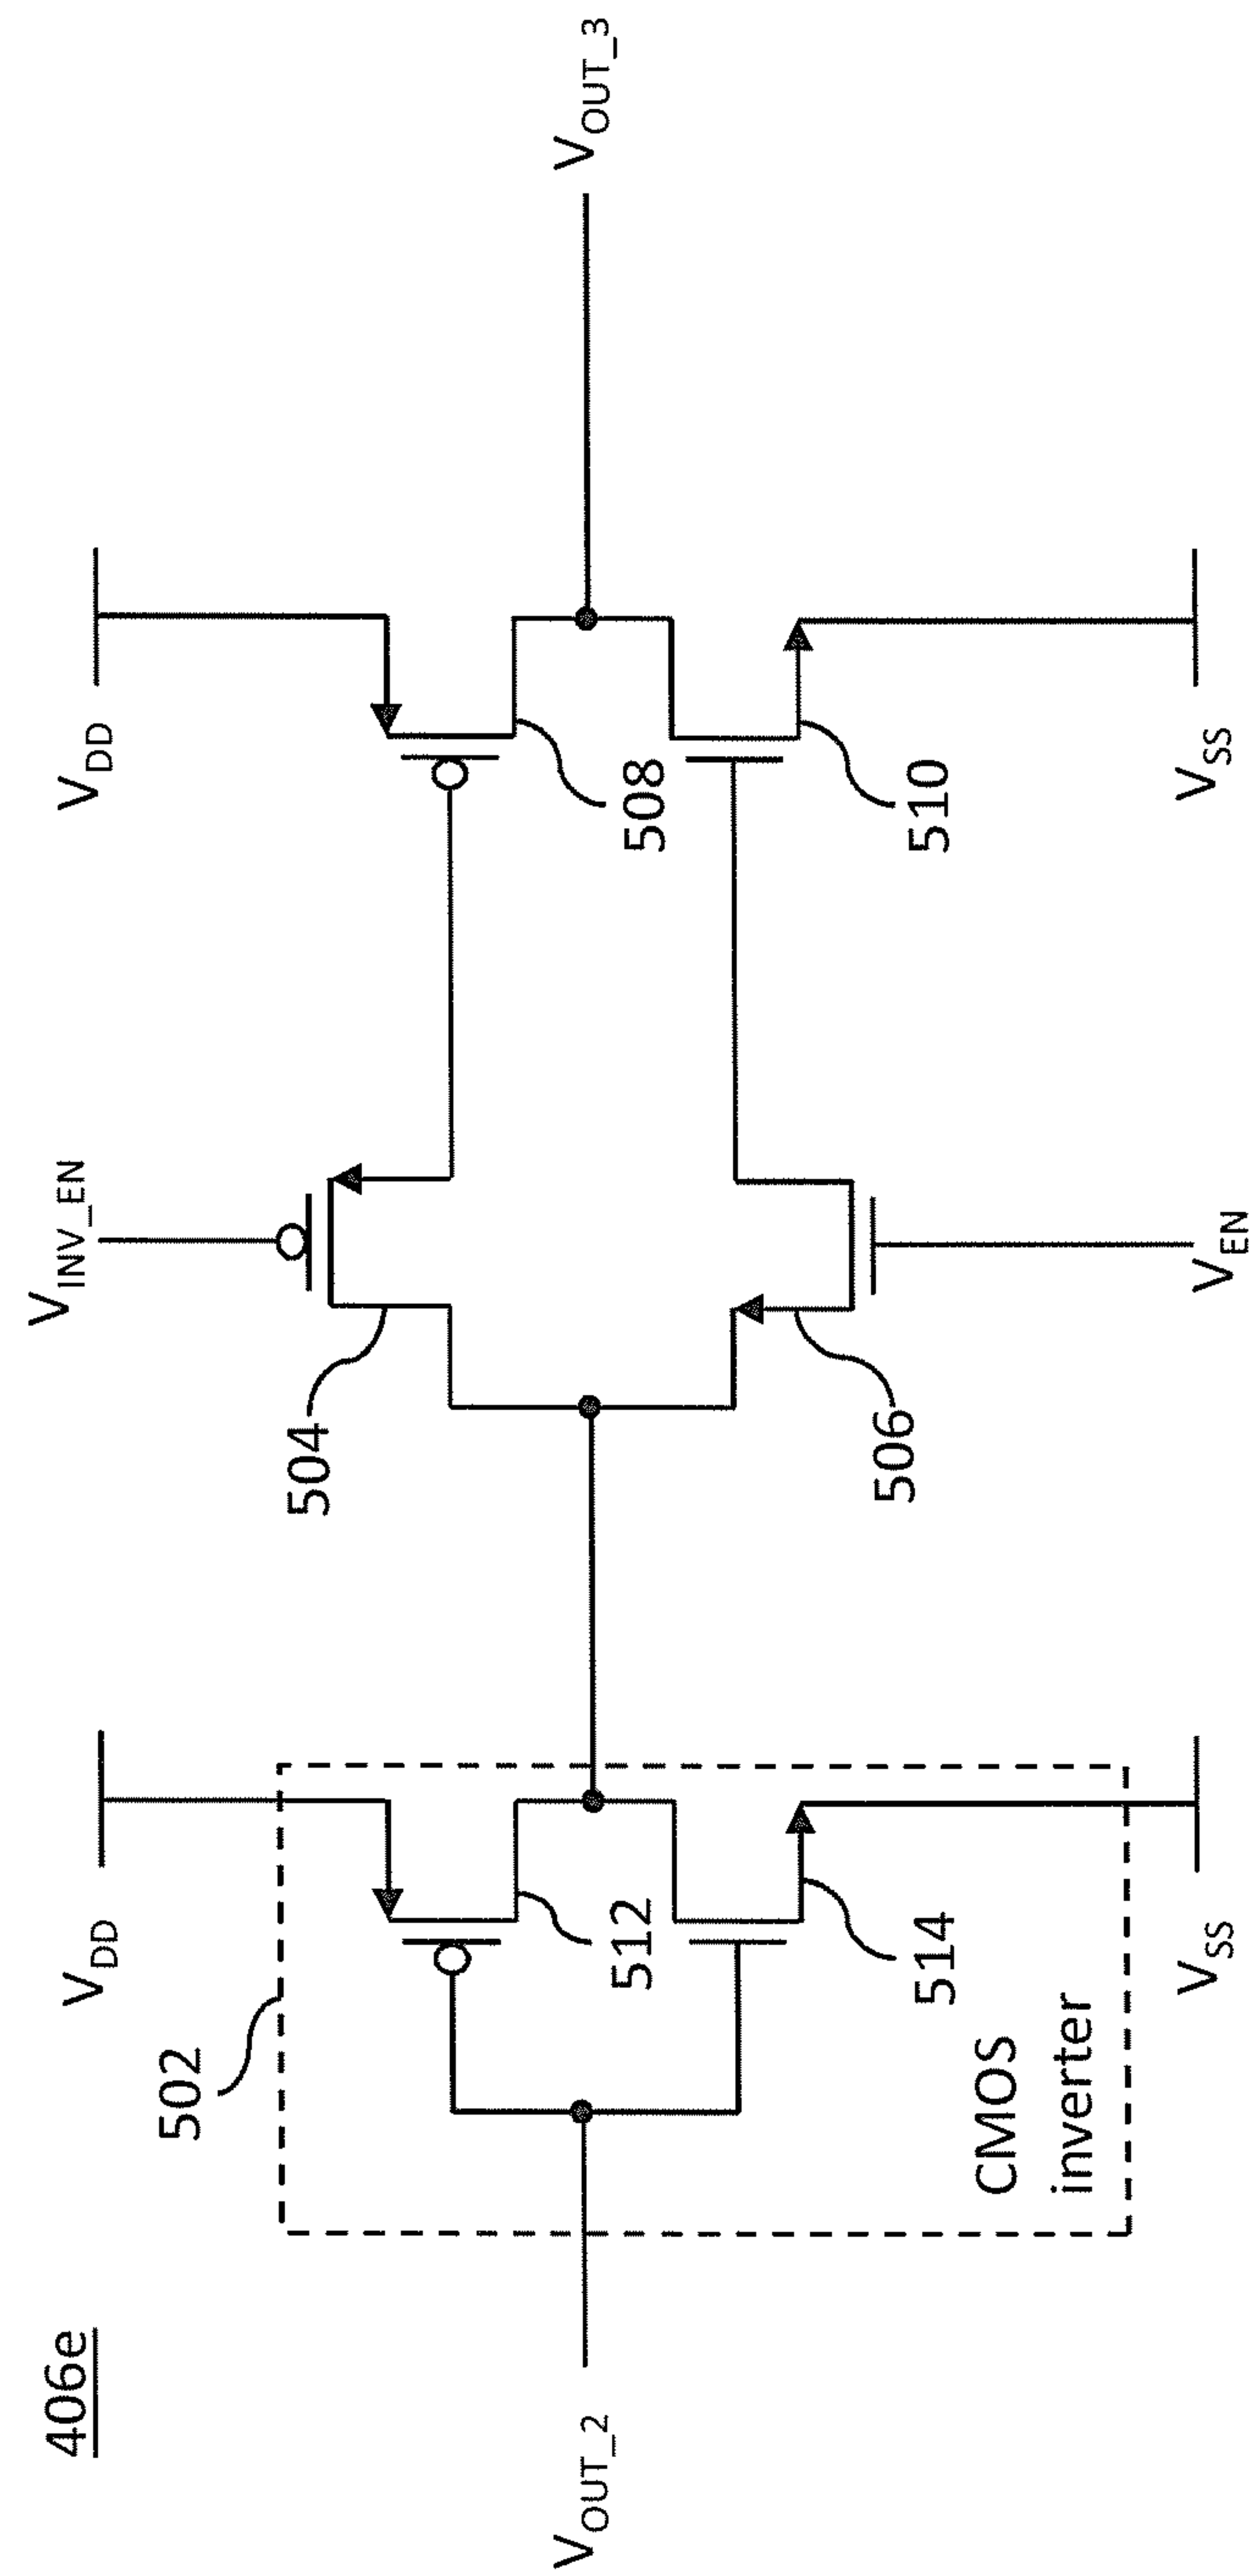 406e
V_OUT_2
502
V_DD
512
514
CMOS
inverter
V_SS
504
V_INV_EN
506
V_EN
V_DD
508
510
V_SS
V_OUT_3